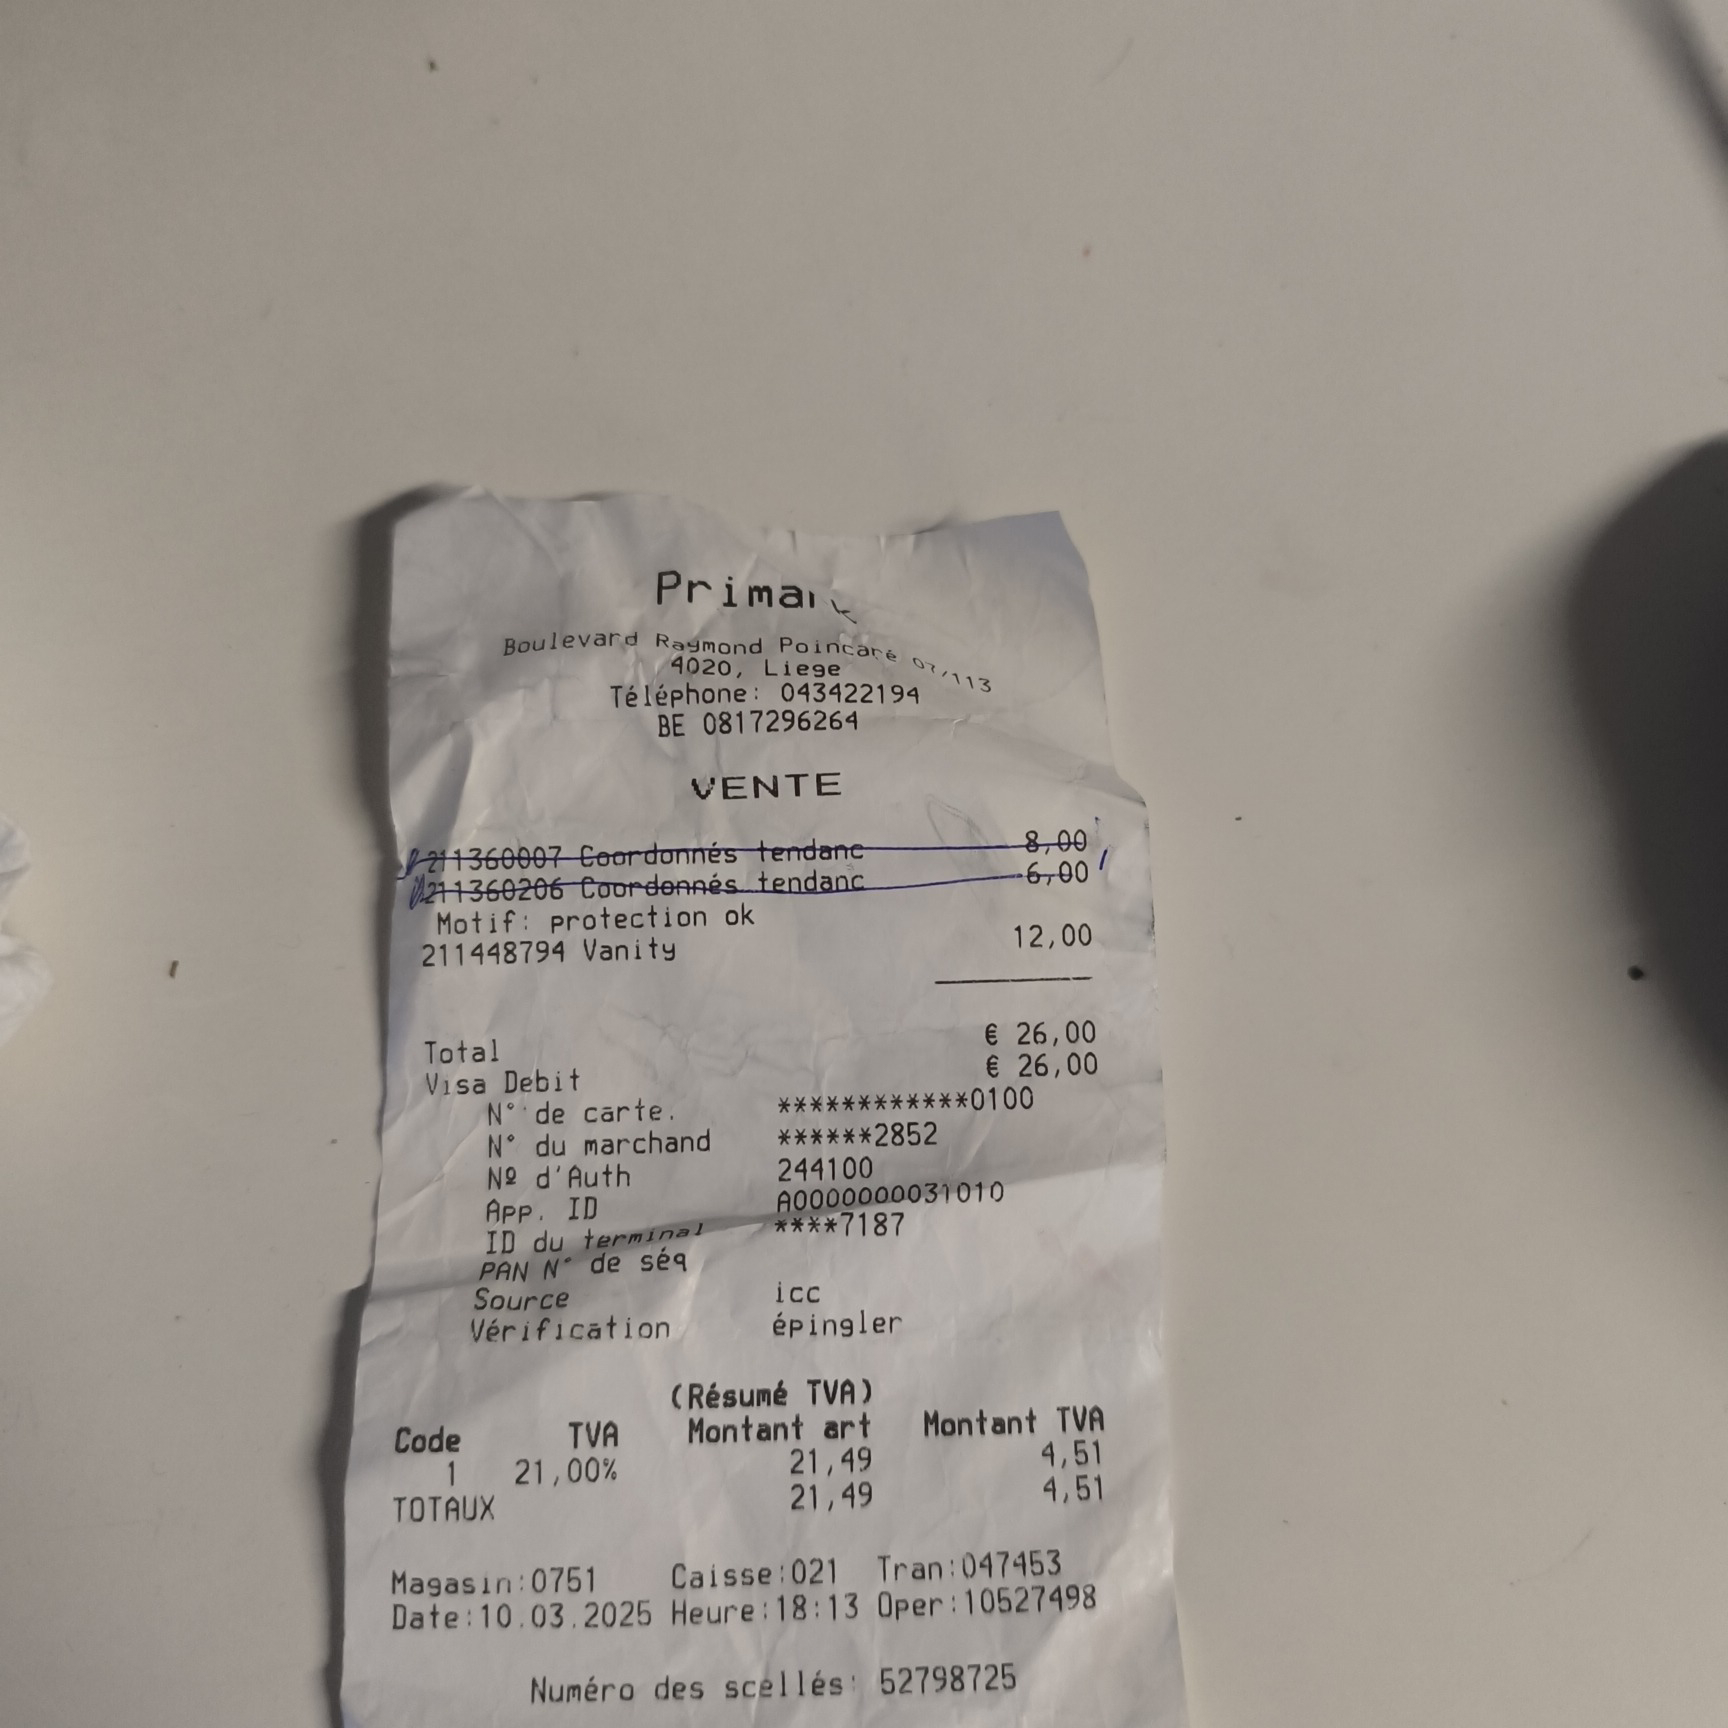 Primark
Boulevard Raymond Poincaré 07/113
4020, Liege
Téléphone: 043422194
BE 0817296264
VENTE
211360007 Coordonnés tendanc 8,00
211360206 Coordonnés tendanc 6,00
Motif: protection ok
211448794 Vanity 12,00
Total € 26,00
Visa Debit € 26,00
N° de carte. ************0100
N° du marchand ******2852
Nº d'Auth 244100
App. ID A0000000031010
ID du terminal ****7187
PAN N° de séq
Source icc
Vérification épingler
(Résumé TVA)
Code TVA Montant art Montant TVA
1 21,00% 21,49 4,51
TOTAUX 21,49 4,51
Magasin:0751 Caisse:021 Tran:047453
Date:10.03.2025 Heure:18:13 Oper:10527498
Numéro des scellés: 52798725